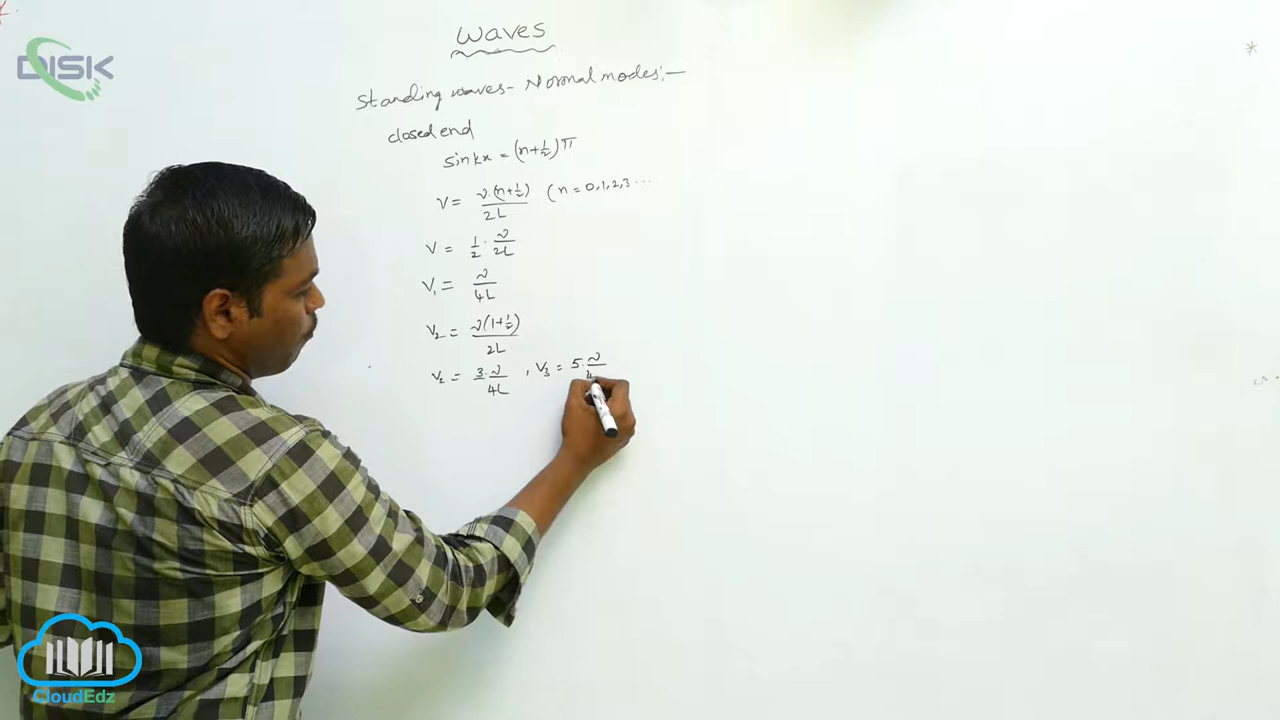 DISK
Waves
Standing waves - Normal modes:-
closed end
sin kx = (n+1/2)π
ν = v(n+1/2)/2L (n = 0,1,2,3...
ν = 1/2 · v/2L
ν₁ = v/4L
ν₂ = v(1+1/2)/2L
ν₂ = 3·v/4L , ν₃ = 5·v/4
CloudEdz